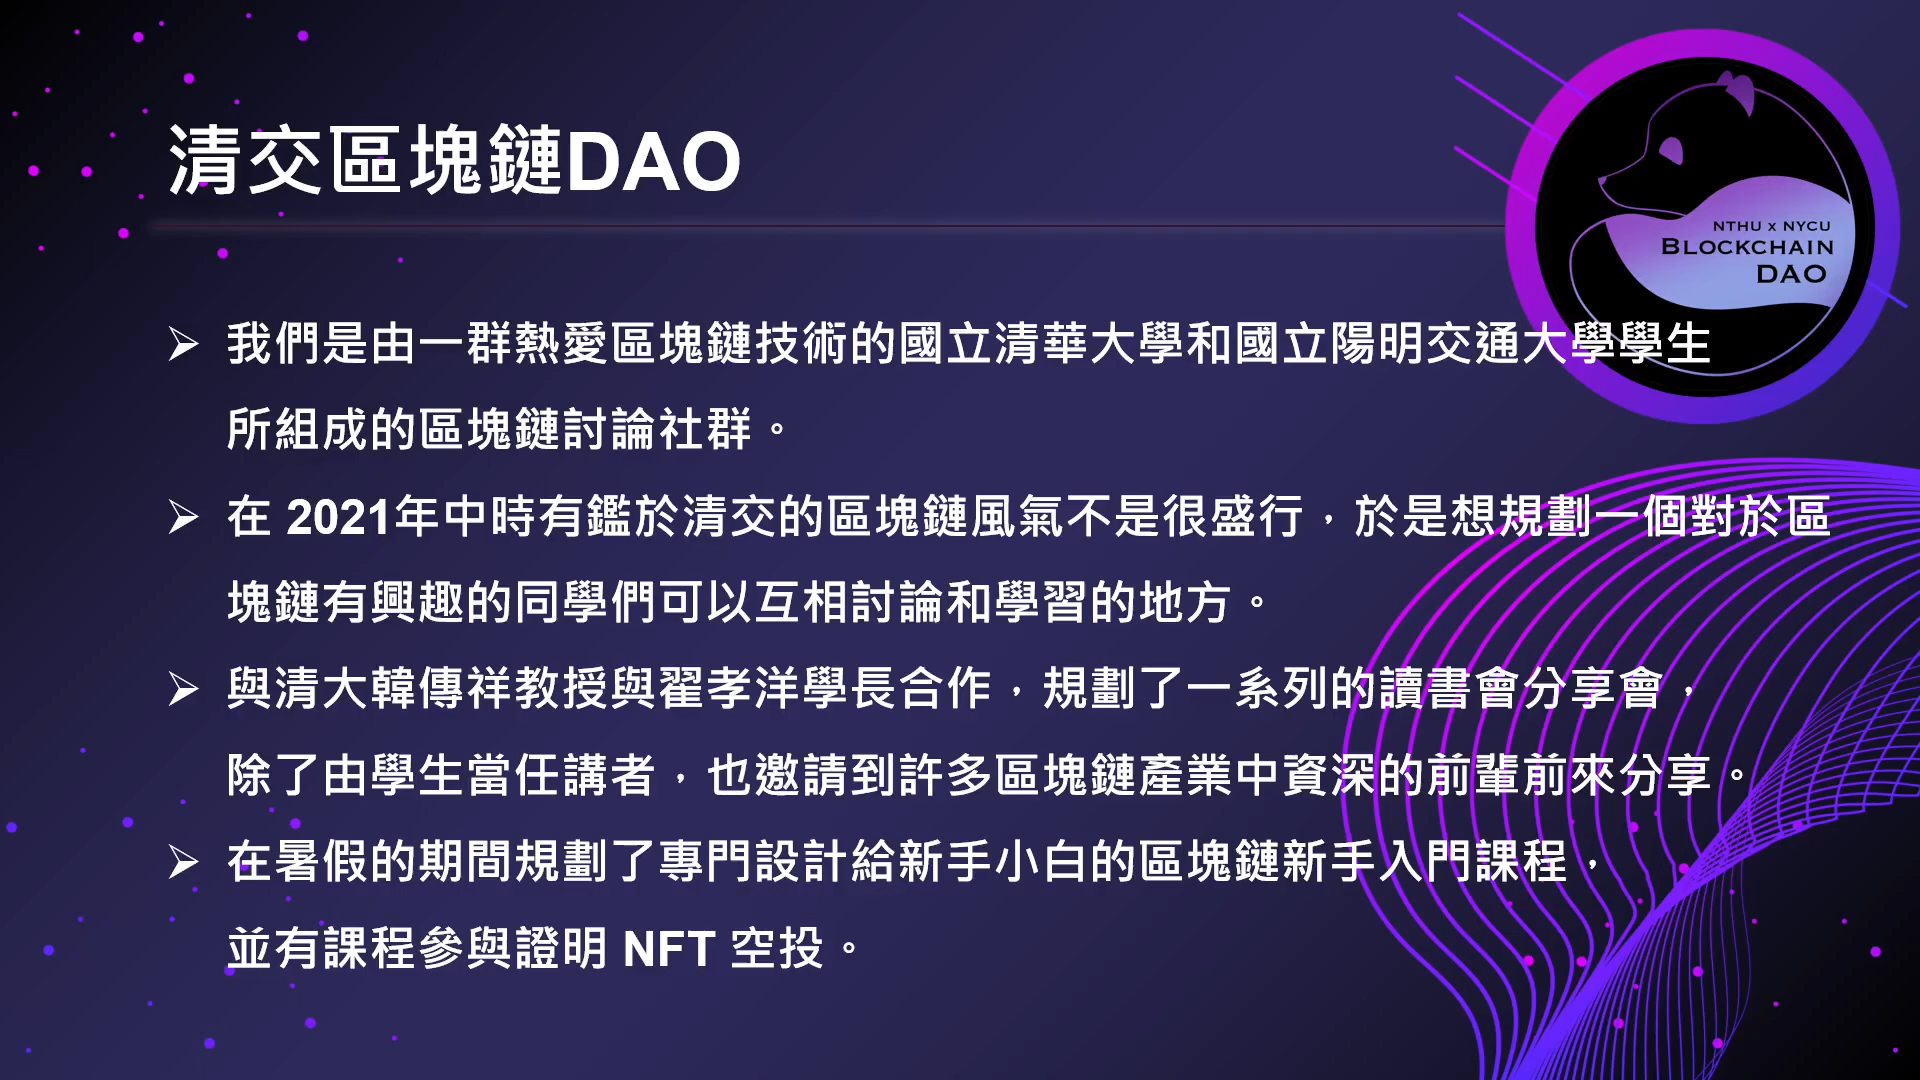 清交區塊鏈DAO
NTHU x NYCU
BLOCKCHAIN
DAO
➢ 我們是由一群熱愛區塊鏈技術的國立清華大學和國立陽明交通大學學生
所組成的區塊鏈討論社群。
➢ 在 2021年中時有鑑於清交的區塊鏈風氣不是很盛行，於是想規劃一個對於區
塊鏈有興趣的同學們可以互相討論和學習的地方。
➢ 與清大韓傳祥教授與翟孝洋學長合作，規劃了一系列的讀書會分享會，
除了由學生當任講者，也邀請到許多區塊鏈產業中資深的前輩前來分享。
➢ 在暑假的期間規劃了專門設計給新手小白的區塊鏈新手入門課程，
並有課程參與證明 NFT 空投。